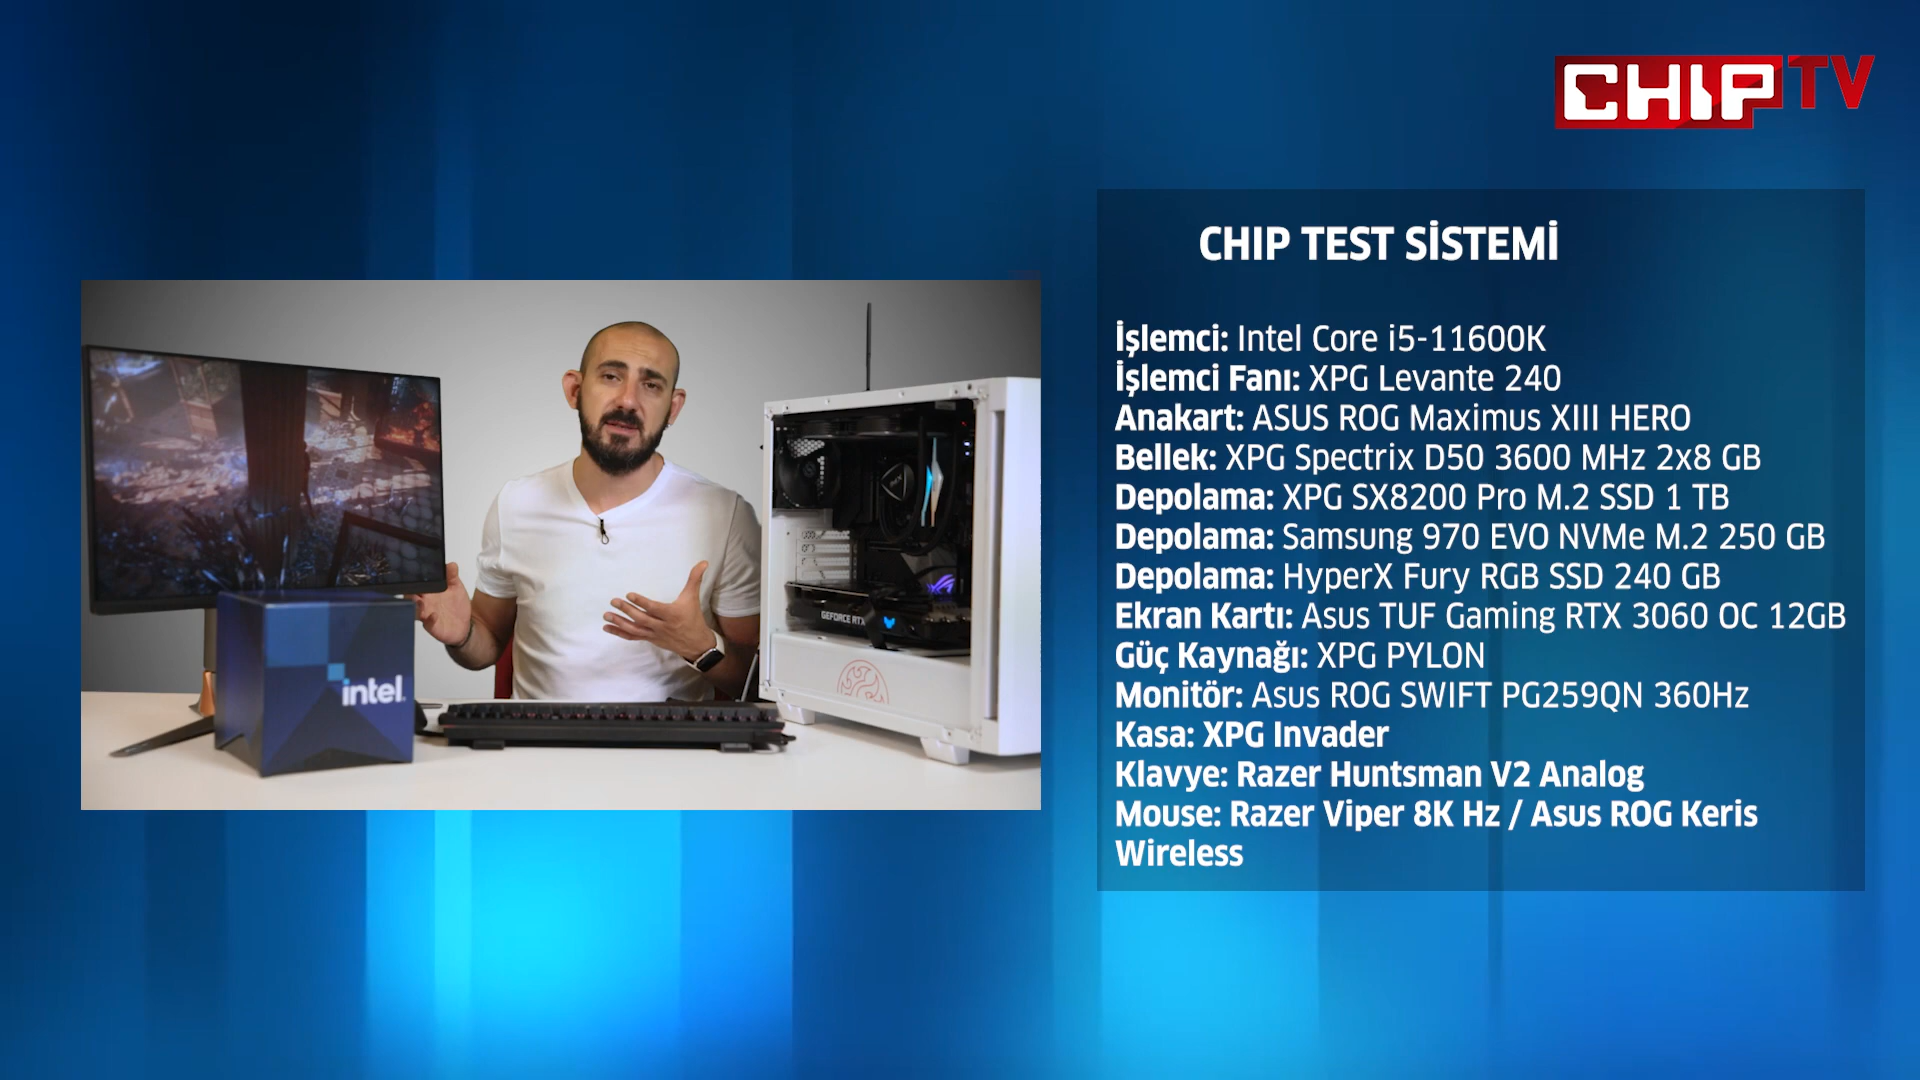 CHIP TV
CHIP TEST SİSTEMİ
İşlemci: Intel Core i5-11600K
İşlemci Fanı: XPG Levante 240
Anakart: ASUS ROG Maximus XIII HERO
Bellek: XPG Spectrix D50 3600 MHz 2x8 GB
Depolama: XPG SX8200 Pro M.2 SSD 1 TB
Depolama: Samsung 970 EVO NVMe M.2 250 GB
Depolama: HyperX Fury RGB SSD 240 GB
Ekran Kartı: Asus TUF Gaming RTX 3060 OC 12GB
Güç Kaynağı: XPG PYLON
Monitör: Asus ROG SWIFT PG259QN 360Hz
Kasa: XPG Invader
Klavye: Razer Huntsman V2 Analog
Mouse: Razer Viper 8K Hz / Asus ROG Keris
Wireless
intel
GEFORCE RTX